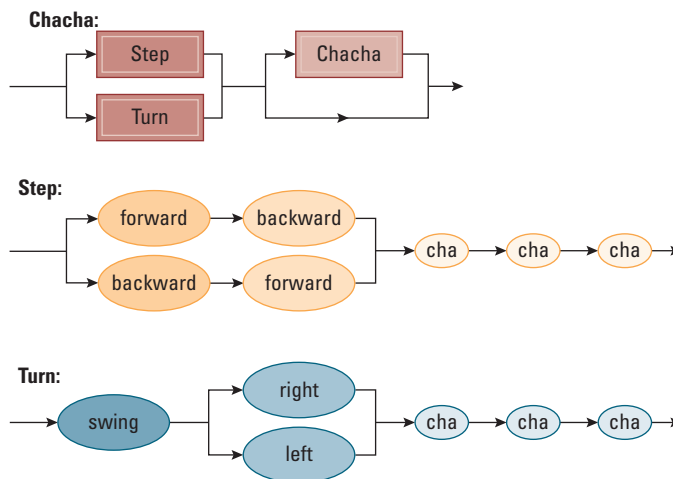 Chacha:
Step
Chacha
Turn
Step:
forward
backward
cha
cha
cha
backward
forward
Turn:
swing
right
left
cha
cha
cha